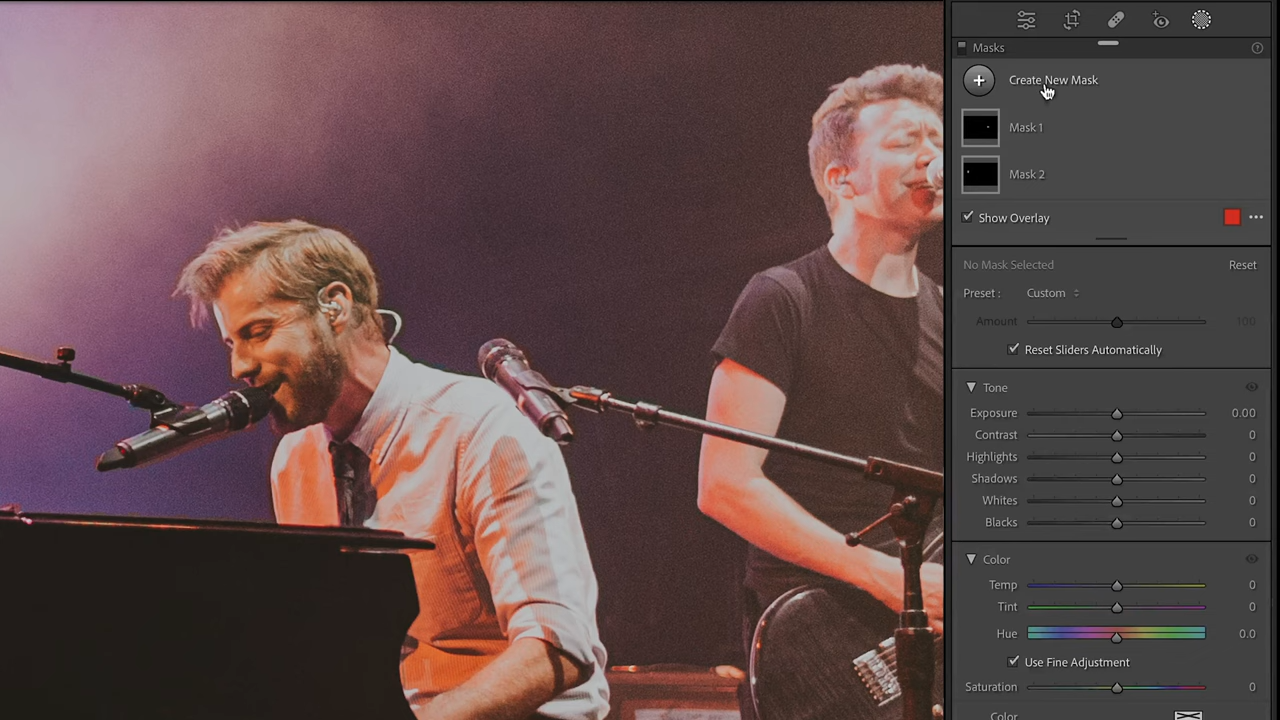 Masks
Create New Mask
Mask 1
Mask 2
Show Overlay
No Mask Selected Reset
Preset : Custom
Amount 100
Reset Sliders Automatically
Tone
Exposure 0.00
Contrast 0
Highlights 0
Shadows 0
Whites 0
Blacks 0
Color
Temp 0
Tint 0
Hue 0.0
Use Fine Adjustment
Saturation 0
Color